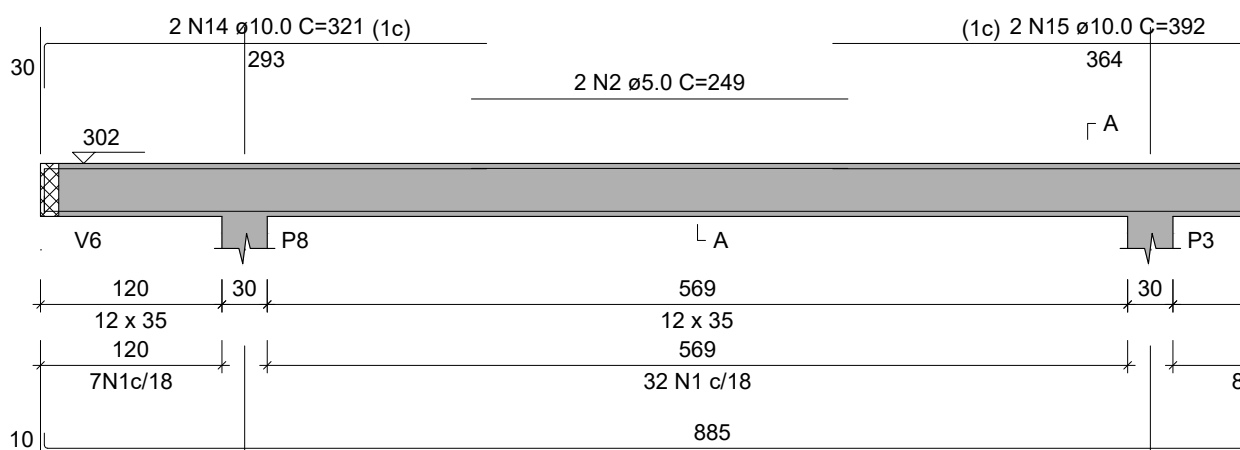 2 N14 ø10.0 C=321 (1c)
(1c) 2 N15 ø10.0 C=392
30
293
364
2 N2 ø5.0 C=249
A
302
V6
P8
A
P3
120
30
569
30
12 x 35
12 x 35
120
569
7N1c/18
32 N1 c/18
8
10
885